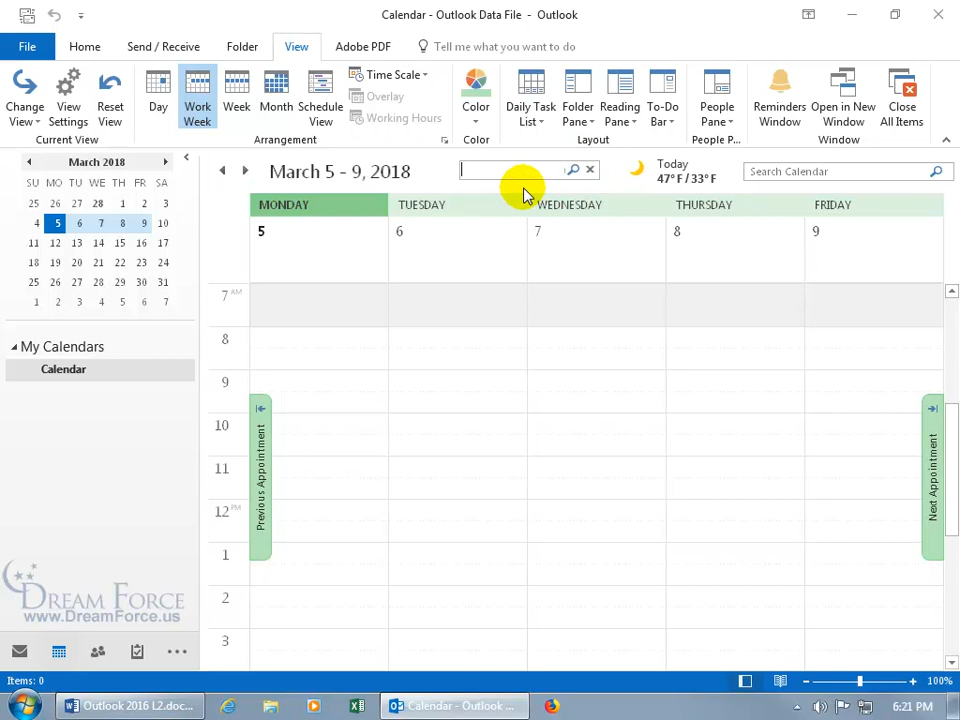 Calendar - Outlook Data File - Outlook
File Home Send / Receive Folder View Adobe PDF Tell me what you want to do
Change View
View Settings
Reset View
Current View
Day
Work Week
Week
Month
Schedule View
Time Scale
Overlay
Working Hours
Arrangement
Color
Color
Daily Task List
Folder Pane
Reading Pane
To-Do Bar
Layout
People Pane
People P...
Reminders Window
Open in New Window
Close All Items
Window
March 2018
SU MO TU WE TH FR SA
25 26 27 28 1 2 3
4 5 6 7 8 9 10
11 12 13 14 15 16 17
18 19 20 21 22 23 24
25 26 27 28 29 30 31
1 2 3 4 5 6 7
My Calendars
Calendar
March 5 - 9, 2018
Today
47°F / 33°F
Search Calendar
MONDAY TUESDAY WEDNESDAY THURSDAY FRIDAY
5 6 7 8 9
7 AM
8
9
10
11
12 PM
1
2
3
Previous Appointment
Next Appointment
DREAM FORCE
www.DreamForce.us
Items: 0
100%
Outlook 2016 L2.doc...
Calendar - Outlook ...
6:21 PM